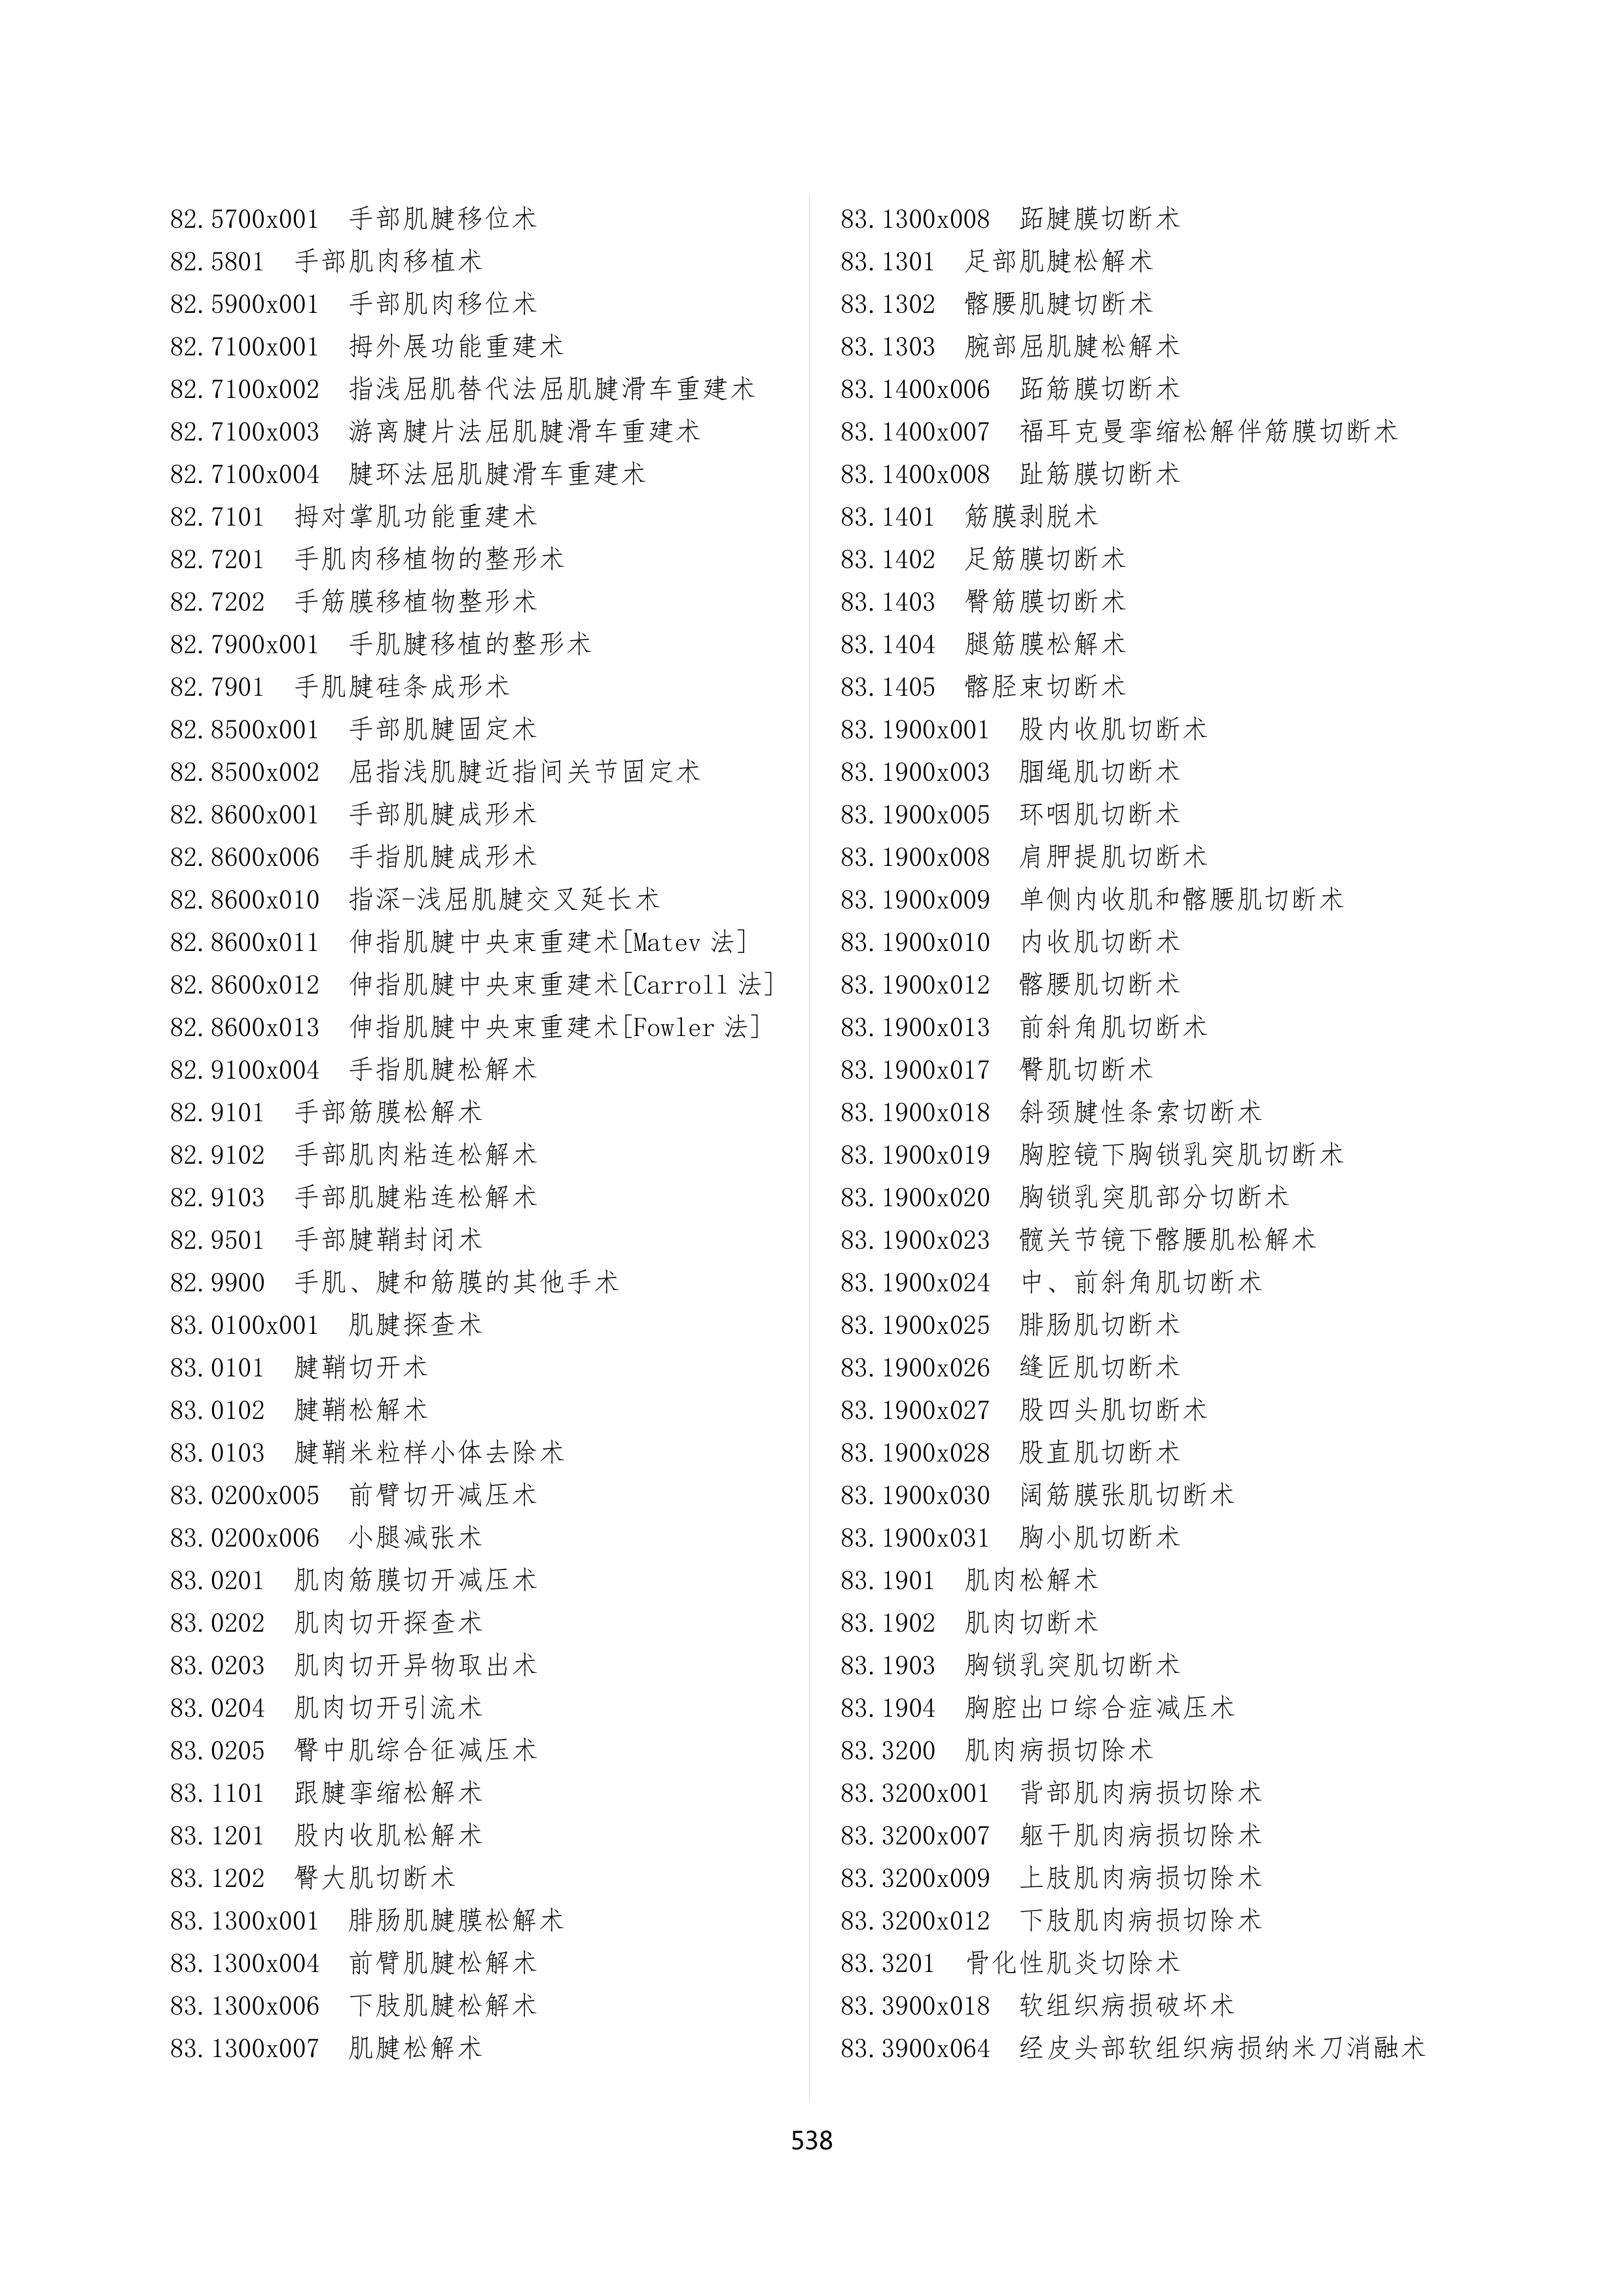 82.5700x001 手部肌腱移位术
82.5801 手部肌肉移植术
82.5900x001 手部肌肉移位术
82.7100x001 拇外展功能重建术
82.7100x002 指浅屈肌替代法屈肌腱滑车重建术
82.7100x003 游离腱片法屈肌腱滑车重建术
82.7100x004 腱环法屈肌腱滑车重建术
82.7101 拇对掌肌功能重建术
82.7201 手肌肉移植物的整形术
82.7202 手筋膜移植物整形术
82.7900x001 手肌腱移植的整形术
82.7901 手肌腱硅条成形术
82.8500x001 手部肌腱固定术
82.8500x002 屈指浅肌腱近指间关节固定术
82.8600x001 手部肌腱成形术
82.8600x006 手指肌腱成形术
82.8600x010 指深-浅屈肌腱交叉延长术
82.8600x011 伸指肌腱中央束重建术[Matev 法]
82.8600x012 伸指肌腱中央束重建术[Carroll 法]
82.8600x013 伸指肌腱中央束重建术[Fowler 法]
82.9100x004 手指肌腱松解术
82.9101 手部筋膜松解术
82.9102 手部肌肉粘连松解术
82.9103 手部肌腱粘连松解术
82.9501 手部腱鞘封闭术
82.9900 手肌、腱和筋膜的其他手术
83.0100x001 肌腱探查术
83.0101 腱鞘切开术
83.0102 腱鞘松解术
83.0103 腱鞘米粒样小体去除术
83.0200x005 前臂切开减压术
83.0200x006 小腿减张术
83.0201 肌肉筋膜切开减压术
83.0202 肌肉切开探查术
83.0203 肌肉切开异物取出术
83.0204 肌肉切开引流术
83.0205 臀中肌综合征减压术
83.1101 跟腱挛缩松解术
83.1201 股内收肌松解术
83.1202 臀大肌切断术
83.1300x001 腓肠肌腱膜松解术
83.1300x004 前臂肌腱松解术
83.1300x006 下肢肌腱松解术
83.1300x007 肌腱松解术
83.1300x008 跖腱膜切断术
83.1301 足部肌腱松解术
83.1302 髂腰肌腱切断术
83.1303 腕部屈肌腱松解术
83.1400x006 跖筋膜切断术
83.1400x007 福耳克曼挛缩松解伴筋膜切断术
83.1400x008 趾筋膜切断术
83.1401 筋膜剥脱术
83.1402 足筋膜切断术
83.1403 臀筋膜切断术
83.1404 腿筋膜松解术
83.1405 髂胫束切断术
83.1900x001 股内收肌切断术
83.1900x003 腘绳肌切断术
83.1900x005 环咽肌切断术
83.1900x008 肩胛提肌切断术
83.1900x009 单侧内收肌和髂腰肌切断术
83.1900x010 内收肌切断术
83.1900x012 髂腰肌切断术
83.1900x013 前斜角肌切断术
83.1900x017 臀肌切断术
83.1900x018 斜颈腱性条索切断术
83.1900x019 胸腔镜下胸锁乳突肌切断术
83.1900x020 胸锁乳突肌部分切断术
83.1900x023 髋关节镜下髂腰肌松解术
83.1900x024 中、前斜角肌切断术
83.1900x025 腓肠肌切断术
83.1900x026 缝匠肌切断术
83.1900x027 股四头肌切断术
83.1900x028 股直肌切断术
83.1900x030 阔筋膜张肌切断术
83.1900x031 胸小肌切断术
83.1901 肌肉松解术
83.1902 肌肉切断术
83.1903 胸锁乳突肌切断术
83.1904 胸腔出口综合症减压术
83.3200 肌肉病损切除术
83.3200x001 背部肌肉病损切除术
83.3200x007 躯干肌肉病损切除术
83.3200x009 上肢肌肉病损切除术
83.3200x012 下肢肌肉病损切除术
83.3201 骨化性肌炎切除术
83.3900x018 软组织病损破坏术
83.3900x064 经皮头部软组织病损纳米刀消融术
538